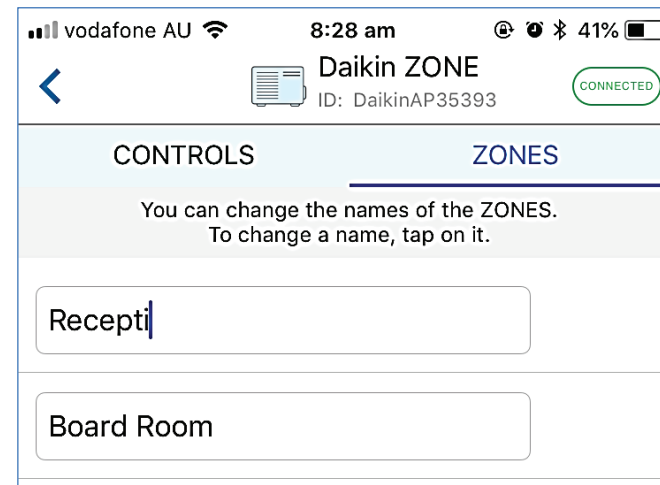 vodafone AU 8:28 am 41%
Daikin ZONE
ID: DaikinAP35393
CONNECTED
CONTROLS ZONES
You can change the names of the ZONES.
To change a name, tap on it.
Recepti
Board Room